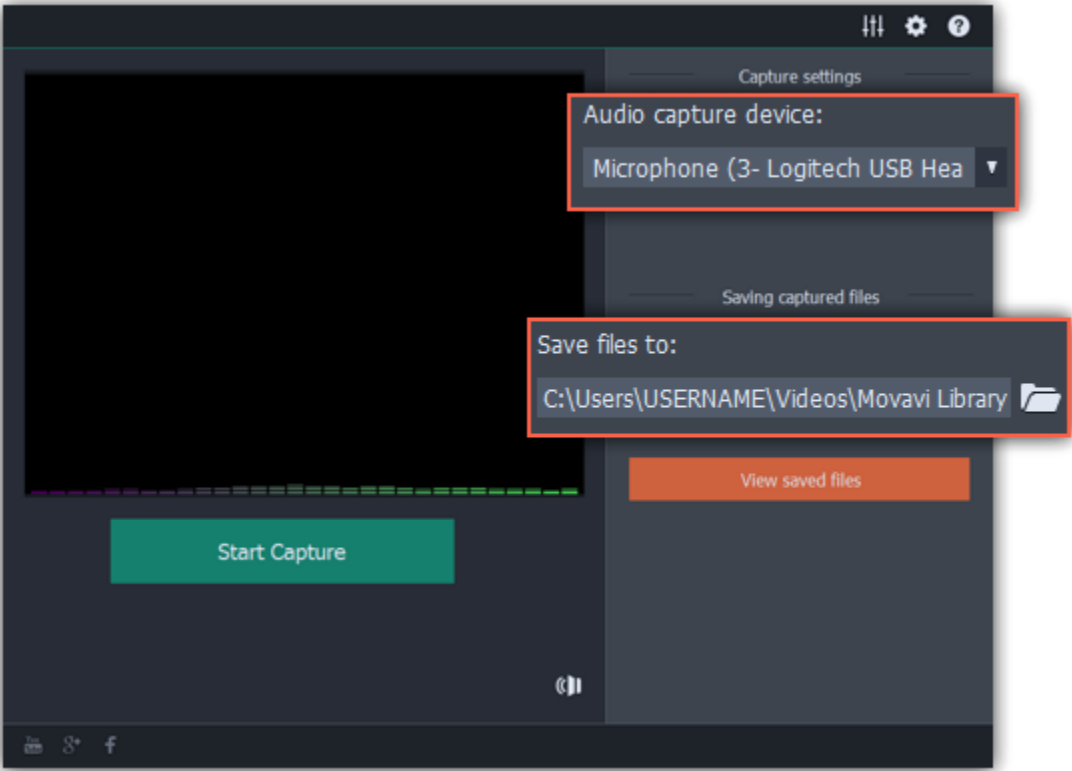 Capture settings
Audio capture device:
Microphone (3- Logitech USB Hea
Saving captured files
Save files to:
C:\Users\USERNAME\Videos\Movavi Library
View saved files
Start Capture